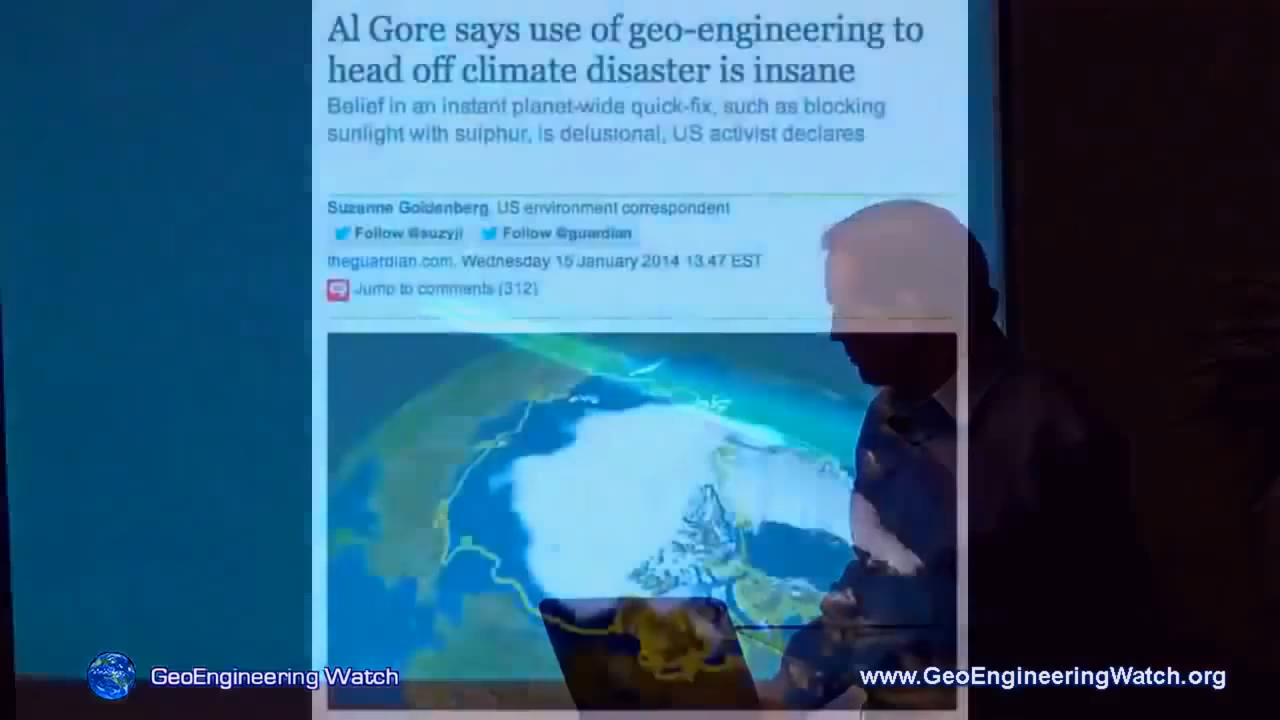 Al Gore says use of geo-engineering to
head off climate disaster is insane
Belief in an instant planet-wide quick-fix, such as blocking
sunlight with sulphur, is delusional, US activist declares
Suzanne Goldenberg, US environment correspondent
Follow @suzyji Follow @guardian
theguardian.com, Wednesday 15 January 2014 13.47 EST
Jump to comments (312)
GeoEngineering Watch
www.GeoEngineeringWatch.org